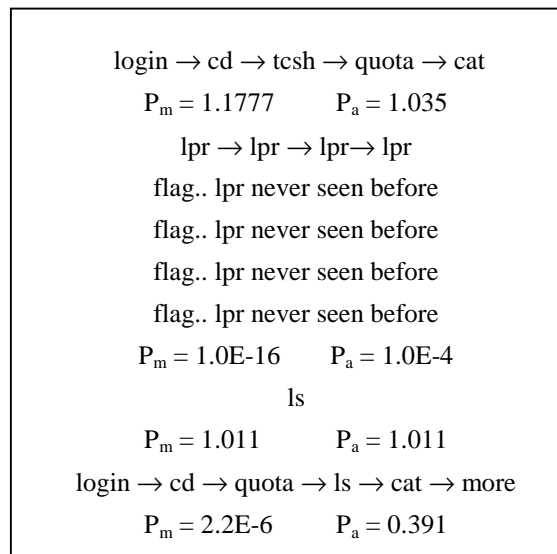 login → cd → tcsh → quota → cat
Pm = 1.1777 Pa = 1.035
lpr → lpr → lpr→ lpr
flag.. lpr never seen before
flag.. lpr never seen before
flag.. lpr never seen before
flag.. lpr never seen before
Pm = 1.0E-16 Pa = 1.0E-4
ls
Pm = 1.011 Pa = 1.011
login → cd → quota → ls → cat → more
Pm = 2.2E-6 Pa = 0.391